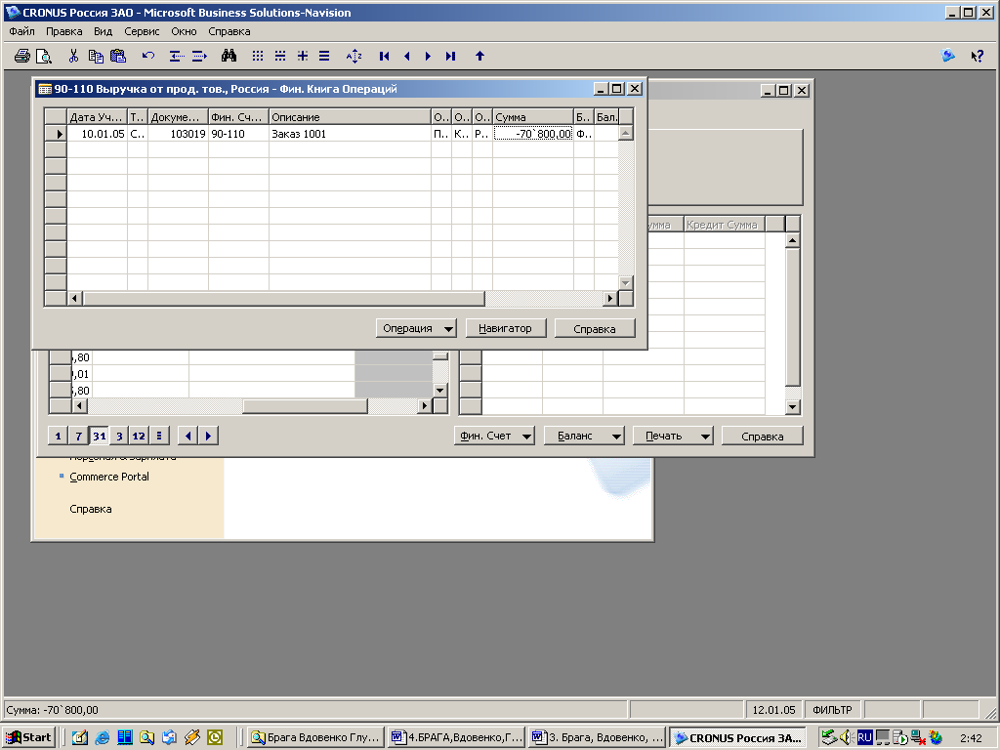 CRONUS Россия ЗАО - Microsoft Business Solutions-Navision
Файл Правка Вид Сервис Окно Справка
90-110 Выручка от прод. тов., Россия - Фин. Книга Операций
Дата Уч... Т.. Докуме... Фин. Сч... Описание О.. О.. О.. Сумма Б.. Бал.
10.01.05 С.. 103019 90-110 Заказ 1001 П.. К.. Р.. -70`800,00 Ф..
умма Кредит Сумма
Операция Навигатор Справка
,80
,01
,80
1 7 31 3 12
Фин. Счет Баланс Печать Справка
Персонал & Зарплата
Commerce Portal
Справка
Сумма: -70`800,00 12.01.05 ФИЛЬТР
Start Брага Вдовенко Глу... 4.БРАГА,Вдовенко,Г... 3. Брага, Вдовенко, ... CRONUS Россия ЗА... RU 2:42